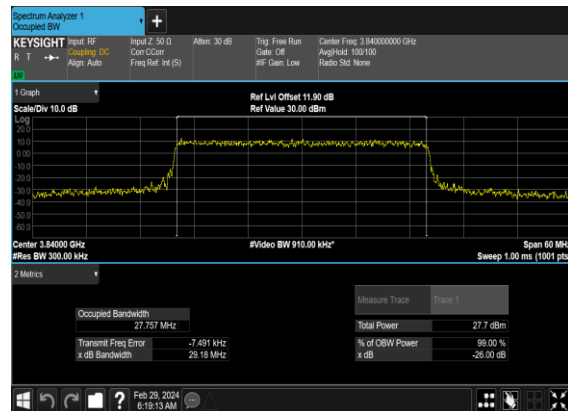 Spectrum Analyzer 1
Occupied BW
+
KEYSIGHT Input: RF Input Z: 50 Ω Atten: 30 dB Trig: Free Run Center Freq: 3.840000000 GHz
R T Coupling: DC Corr CCorr Gate: Off Avg|Hold: 100/100
Align: Auto Freq Ref: Int (S) #IF Gain: Low Radio Std: None
1 Graph
Ref Lvl Offset 11.90 dB
Scale/Div 10.0 dB Ref Value 30.00 dBm
Log
20.0
10.0
0.00
-10.0
-20.0
-30.0
-40.0
-50.0
-60.0
Center 3.84000 GHz #Video BW 910.00 kHz* Span 60 MHz
#Res BW 300.00 kHz Sweep 1.00 ms (1001 pts
2 Metrics
Measure Trace Trace 1
Occupied Bandwidth
27.757 MHz Total Power 27.7 dBm
Transmit Freq Error -7.491 kHz % of OBW Power 99.00 %
x dB Bandwidth 29.18 MHz x dB -26.00 dB
? Feb 29, 2024
6:19:13 AM